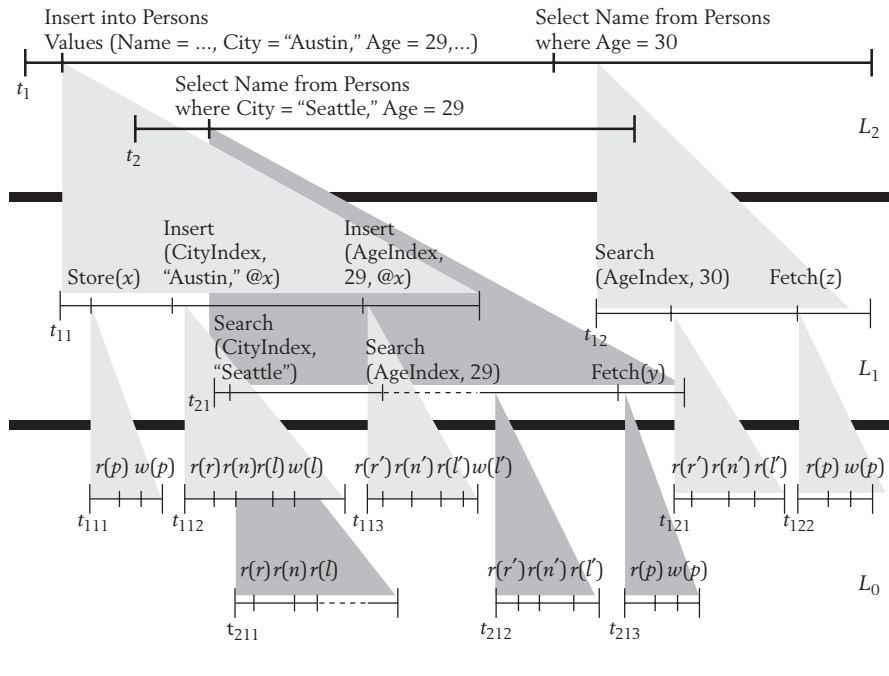 Insert into Persons
Values (Name = ..., City = “Austin,” Age = 29,...)
Select Name from Persons
where Age = 30
t1
Select Name from Persons
where City = “Seattle,” Age = 29
t2
L2
Store(x)
Insert
(CityIndex,
“Austin,” @x)
Insert
(AgeIndex,
29, @x)
Search
(AgeIndex, 30)
Fetch(z)
t11
t12
Search
(CityIndex,
“Seattle”)
Search
(AgeIndex, 29)
Fetch(y)
t21
L1
r(p) w(p)
r(r) r(n) r(l) w(l)
r(r′) r(n′) r(l′) w(l′)
r(r′) r(n′) r(l′)
r(p) w(p)
t111
t112
t113
t121
t122
r(r) r(n) r(l)
r(r′) r(n′) r(l′)
r(p) w(p)
L0
t211
t212
t213